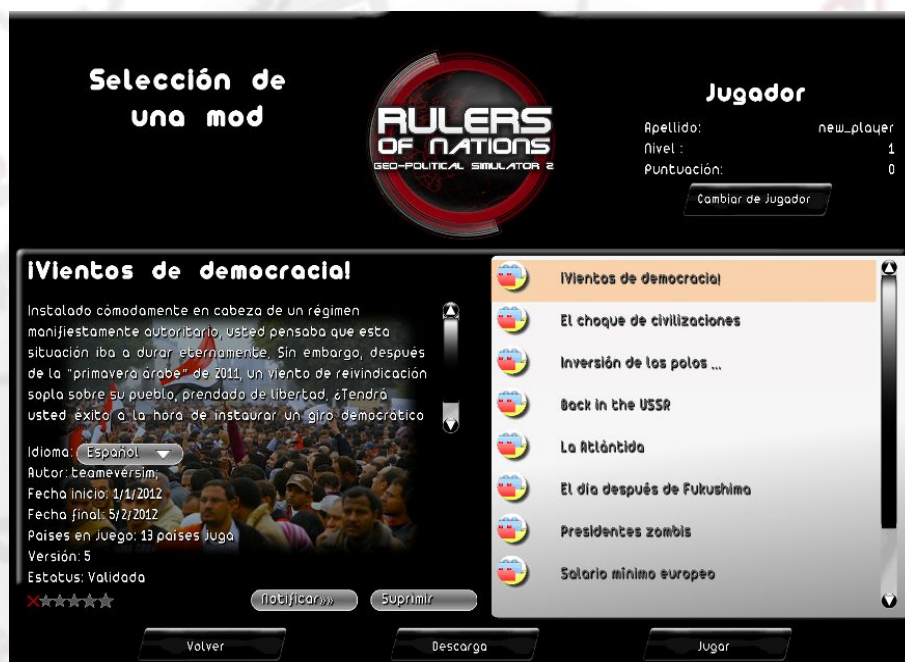 Selección de
una mod
RULERS
OF NATIONS
GEO-POLITICAL SIMULATOR 2
Jugador
Apellido: new_player
Nivel : 1
Puntuación: 0
Cambiar de jugador
¡Vientos de democracia!
Instalado cómodamente en cabeza de un régimen
manifiestamente autoritario, usted pensaba que esta
situación iba a durar eternamente. Sin embargo, después
de la "primavera árabe" de 2011, un viento de reivindicación
sopla sobre su pueblo, prendado de libertad. ¿Tendrá
usted éxito a la hora de instaurar un giro democrático
Idioma: Español
Autor: teameversim;
Fecha inicio: 1/1/2012
Fecha final: 5/2/2012
Paises en juego: 13 paises juga
Versión: 5
Estatus: Validada
Notificar»»
Suprimir
¡Vientos de democracia!
El choque de civilizaciones
Inversión de los polos ...
Back in the USSR
La Atlántida
El día después de Fukushima
Presidentes zombis
Salario mínimo europeo
Volver
Descarga
Jugar